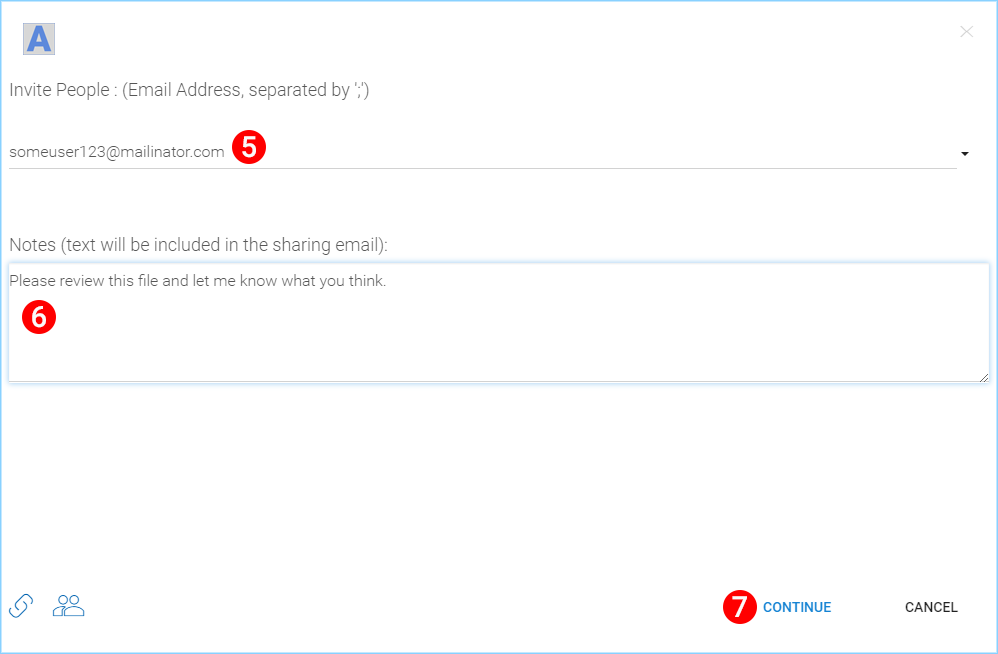 A
Invite People : (Email Address, separated by ';')
someuser123@mailinator.com 5
Notes (text will be included in the sharing email):
Please review this file and let me know what you think.
6
7 CONTINUE CANCEL